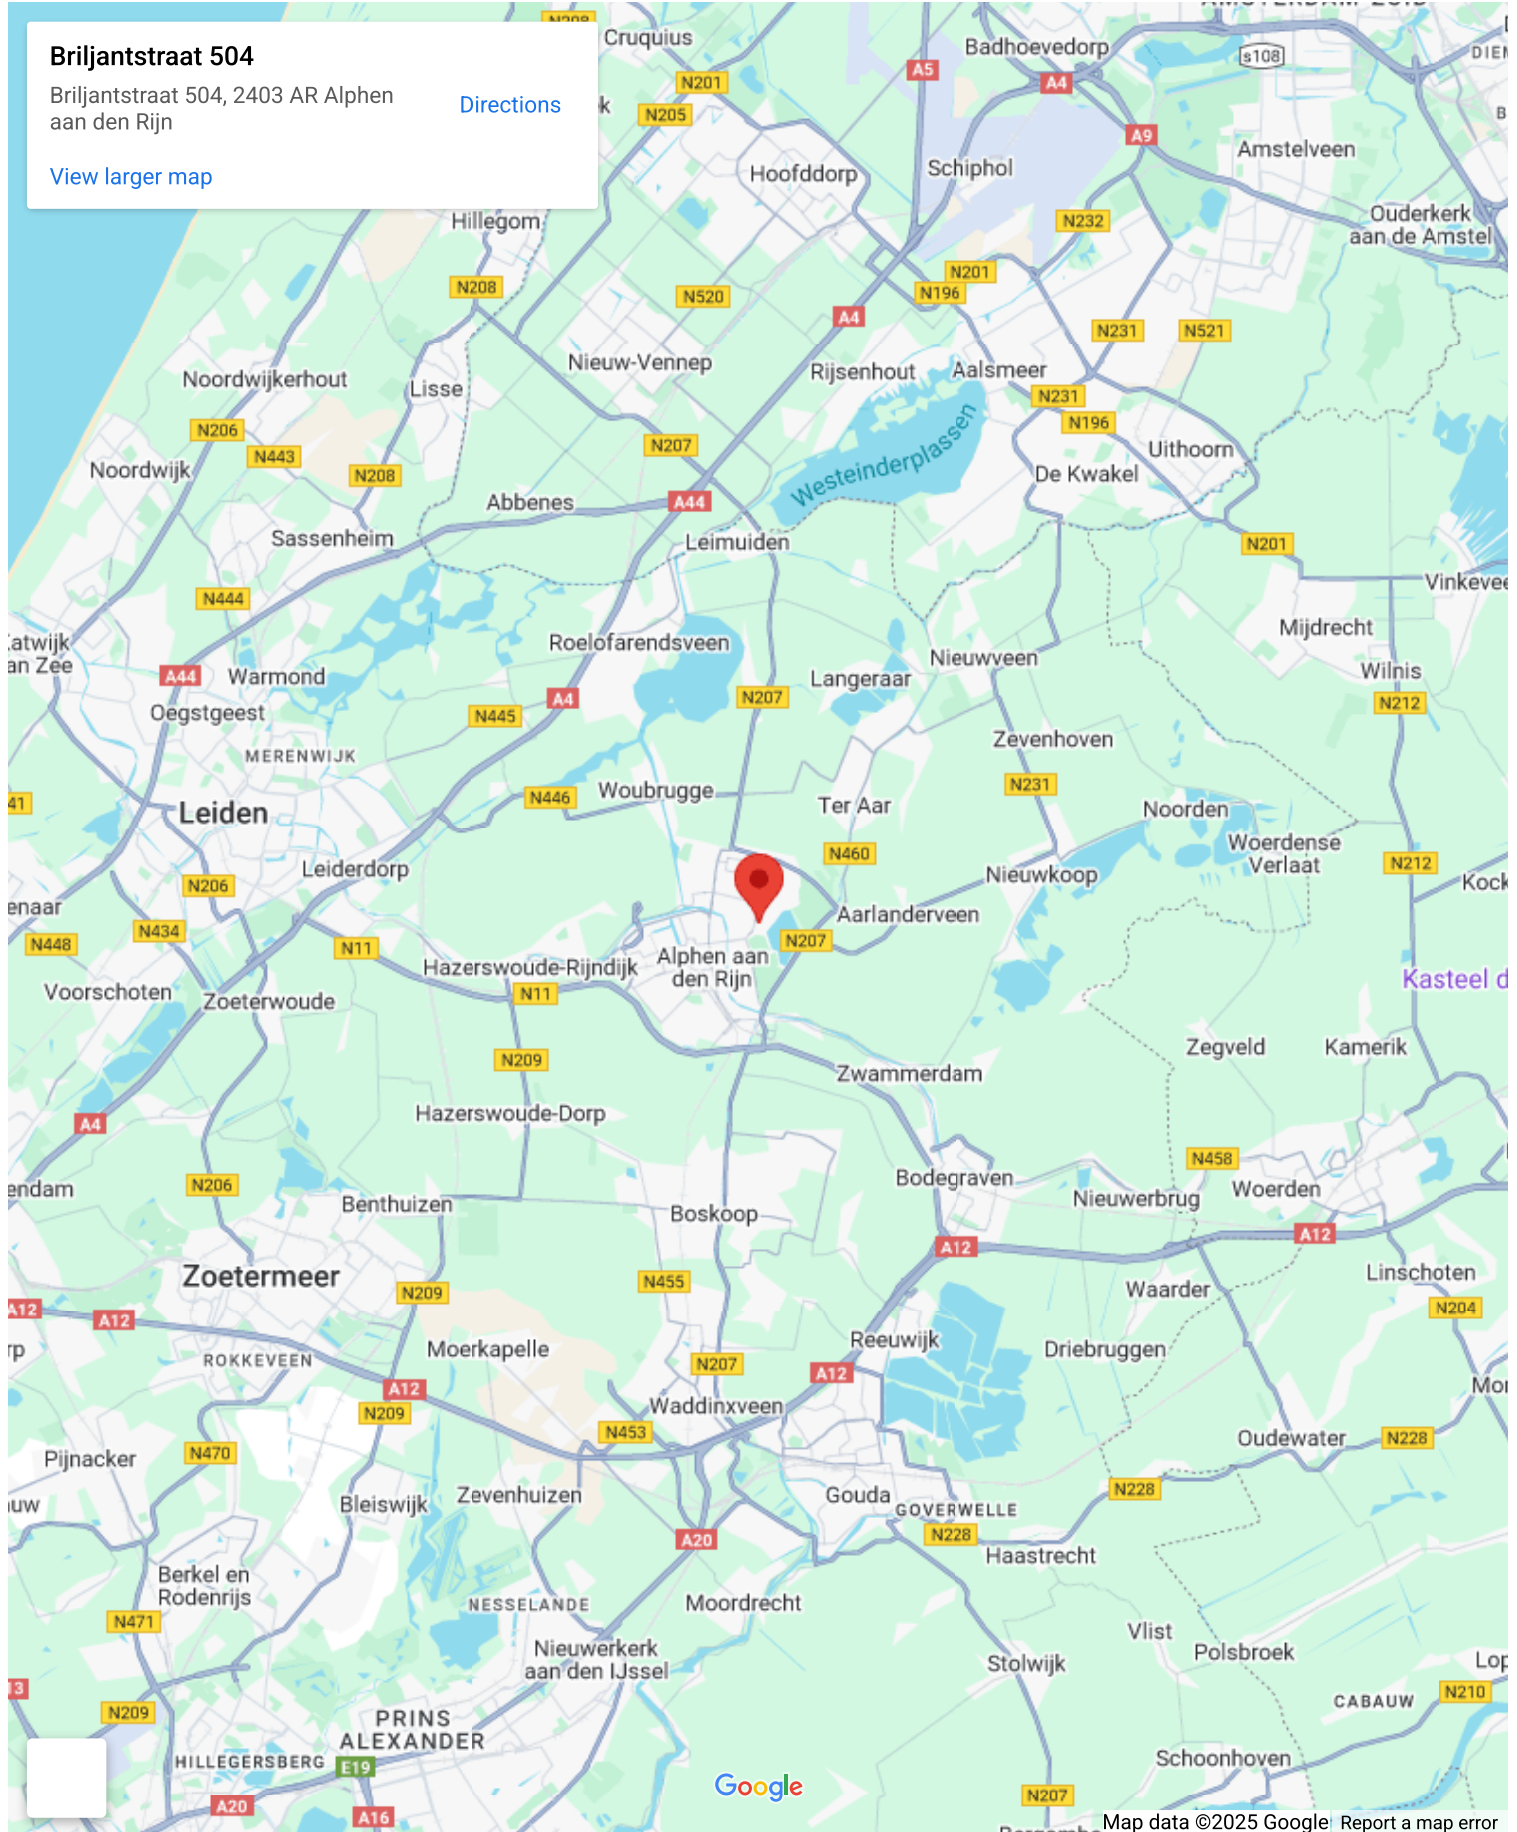 Briljantstraat 504
Briljantstraat 504, 2403 AR Alphen
aan den Rijn
Directions
View larger map
Cruquius
Badhoevedorp
s108
A5
A4
N201
N205
A9
Amstelveen
Hoofddorp
Schiphol
Hillegom
N232
Ouderkerk
aan de Amstel
N208
N520
N201
N196
A4
N231
N521
Nieuw-Vennep
Rijsenhout
Aalsmeer
Noordwijkerhout
Lisse
N231
N196
N206
N443
N207
Westeinderplassen
Uithoorn
Noordwijk
N208
De Kwakel
Abbenes
A44
Sassenheim
Leimuiden
N201
N444
Mijdrecht
Roelofarendsveen
Nieuwveen
an Zee
A44
Warmond
Langeraar
Wilnis
A4
N207
N212
Oegstgeest
N445
Zevenhoven
MERENWIJK
N231
41
Leiden
N446
Woubrugge
Ter Aar
Noorden
Woerdense
Verlaat
N460
N212
Leiderdorp
Nieuwkoop
N206
Aarlanderveen
N434
N448
N11
N207
Alphen aan
den Rijn
Hazerswoude-Rijndijk
Kasteel d
Voorschoten
Zoeterwoude
N11
N209
Zegveld
Kamerik
Zwammerdam
Hazerswoude-Dorp
A4
N458
Bodegraven
N206
Benthuizen
Nieuwerbrug
Woerden
Boskoop
A12
A12
Zoetermeer
N455
Linschoten
N209
Waarder
N204
A12
A12
Reeuwijk
Moerkapelle
Driebruggen
ROKKEVEEN
N207
A12
A12
Waddinxveen
N209
N453
Oudewater
N228
Pijnacker
N470
N228
Bleiswijk
Zevenhuizen
Gouda
GOVERWELLE
N228
A20
Haastrecht
Berkel en
Rodenrijs
NESSELANDE
Moordrecht
N471
Vlist
Polsbroek
Nieuwerkerk
aan den IJssel
Stolwijk
13
CABAUW
N210
N209
PRINS
ALEXANDER
HILLEGERSBERG
E19
Schoonhoven
Google
N207
A20
A16
Map data ©2025 Google
Report a map error